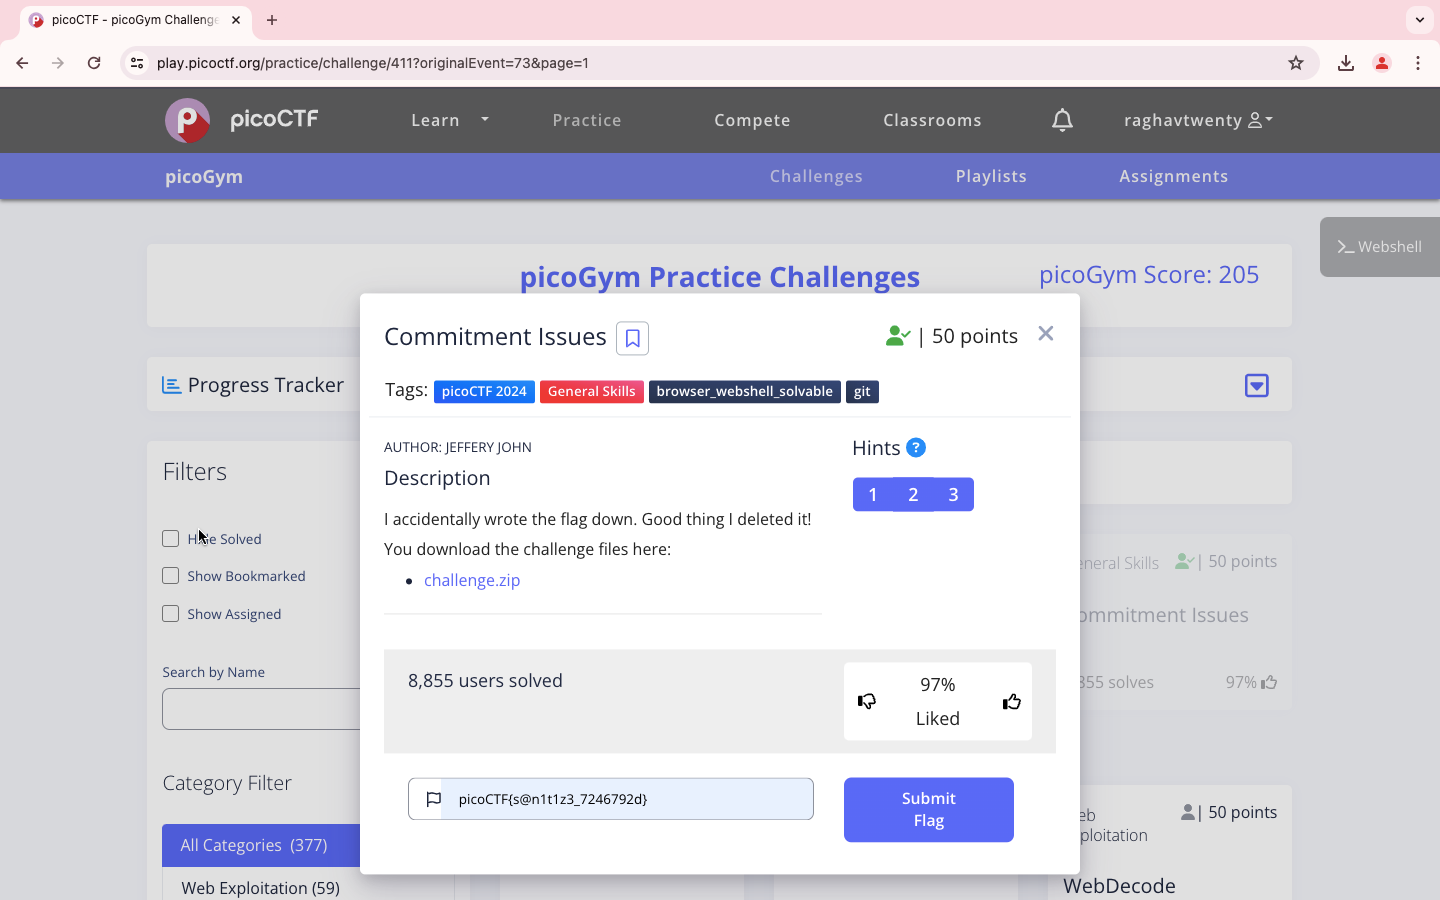 picoCTF - picoGym Challenge
play.picoctf.org/practice/challenge/411?originalEvent=73&page=1
picoCTF
Learn
Practice
Compete
Classrooms
raghavtwenty
picoGym
Challenges
Playlists
Assignments
Webshell
picoGym Practice Challenges
picoGym Score: 205
Progress Tracker
Commitment Issues
| 50 points
Tags: picoCTF 2024 General Skills browser_webshell_solvable git
AUTHOR: JEFFERY JOHN
Description
I accidentally wrote the flag down. Good thing I deleted it!
You download the challenge files here:
• challenge.zip
Hints ?
1 2 3
8,855 users solved
97%
Liked
picoCTF{s@n1t1z3_7246792d}
Submit
Flag
Filters
Hide Solved
Show Bookmarked
Show Assigned
Search by Name
Category Filter
All Categories (377)
Web Exploitation (59)
eneral Skills
| 50 points
ommitment Issues
855 solves
97%
eb
ploitation
| 50 points
WebDecode